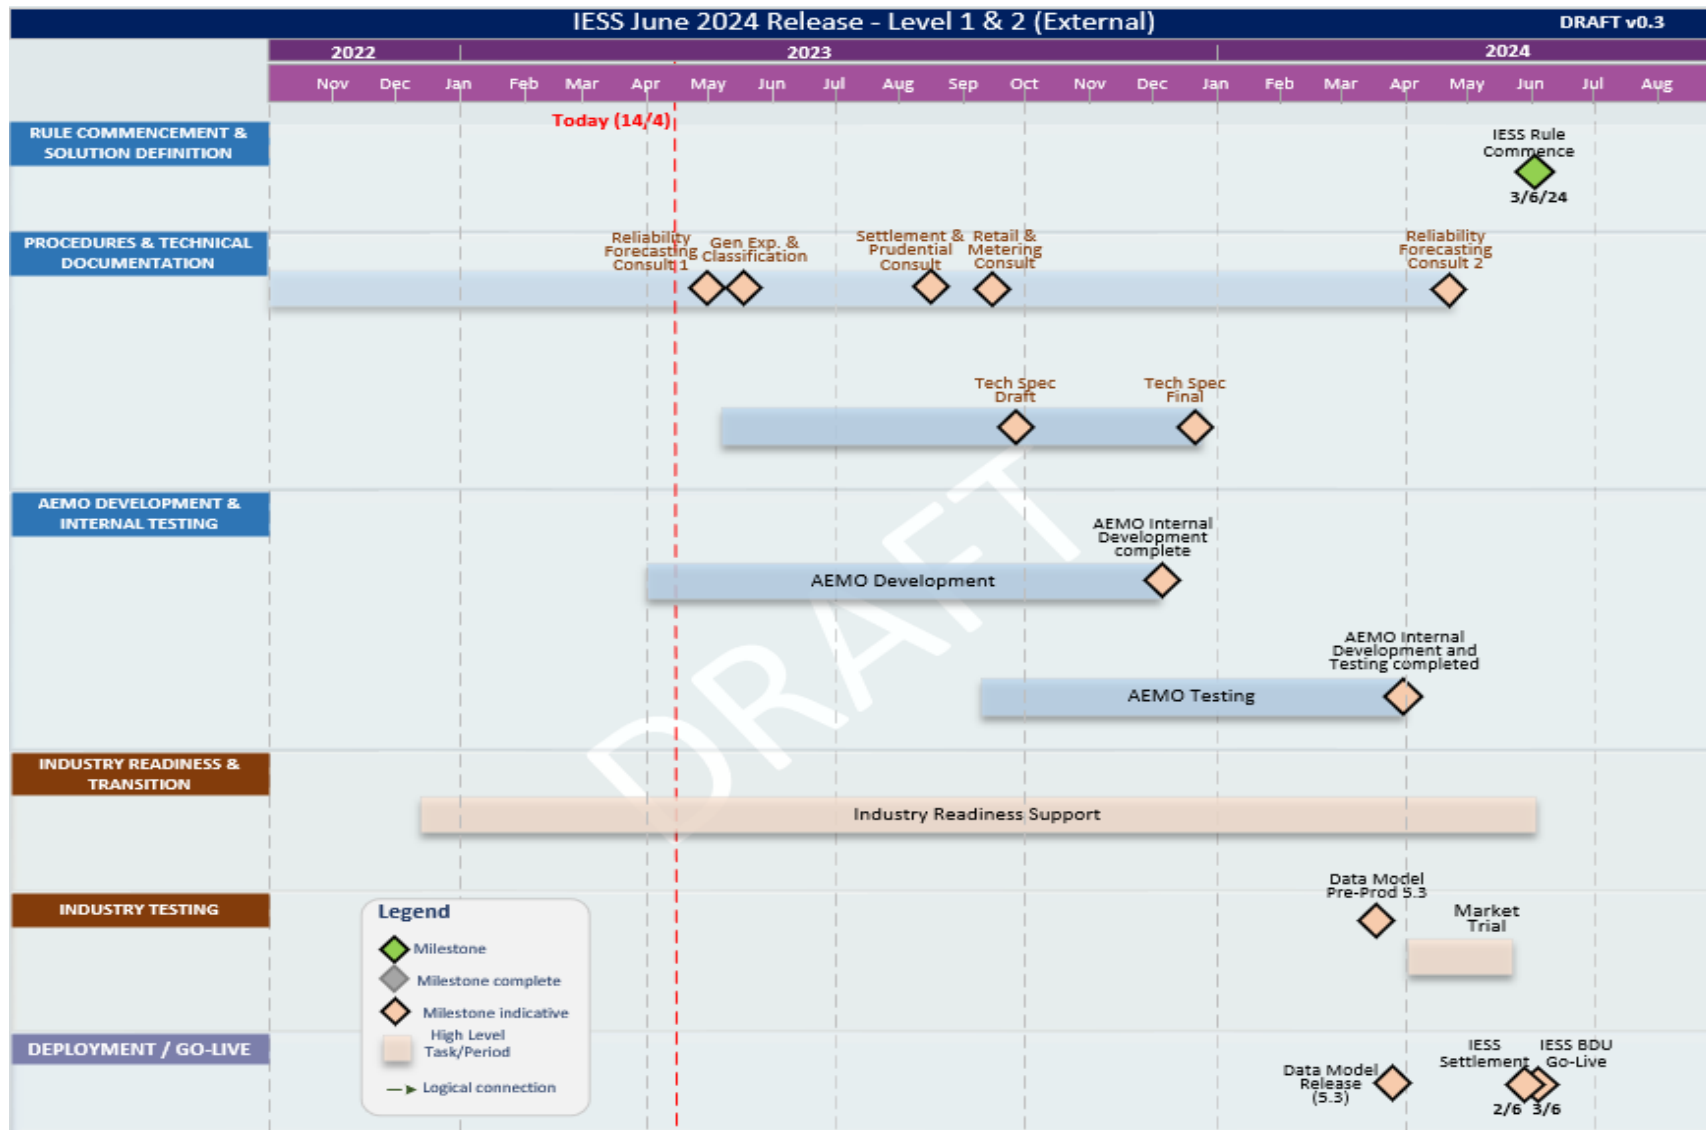 IESS June 2024 Release - Level 1 & 2 (External)
DRAFT v0.3
2022
2023
2024
Nov Dec Jan Feb Mar Apr May Jun Jul Aug Sep Oct Nov Dec Jan Feb Mar Apr May Jun Jul Aug
Today (14/4)
RULE COMMENCEMENT &
SOLUTION DEFINITION
IESS Rule
Commence
3/6/24
PROCEDURES & TECHNICAL
DOCUMENTATION
Reliability
Forecasting
Consult 1
Gen Exp. &
Classification
Settlement &
Prudential
Consult
Retail &
Metering
Consult
Reliability
Forecasting
Consult 2
Tech Spec
Draft
Tech Spec
Final
AEMO DEVELOPMENT &
INTERNAL TESTING
AEMO Internal
Development
complete
AEMO Development
AEMO Internal
Development and
Testing completed
AEMO Testing
DRAFT
INDUSTRY READINESS &
TRANSITION
Industry Readiness Support
INDUSTRY TESTING
Data Model
Pre-Prod 5.3
Market
Trial
Legend
Milestone
Milestone complete
Milestone indicative
High Level
Task/Period
Logical connection
DEPLOYMENT / GO-LIVE
Data Model
Release
(5.3)
IESS
Settlement
2/6
IESS BDU
Go-Live
3/6